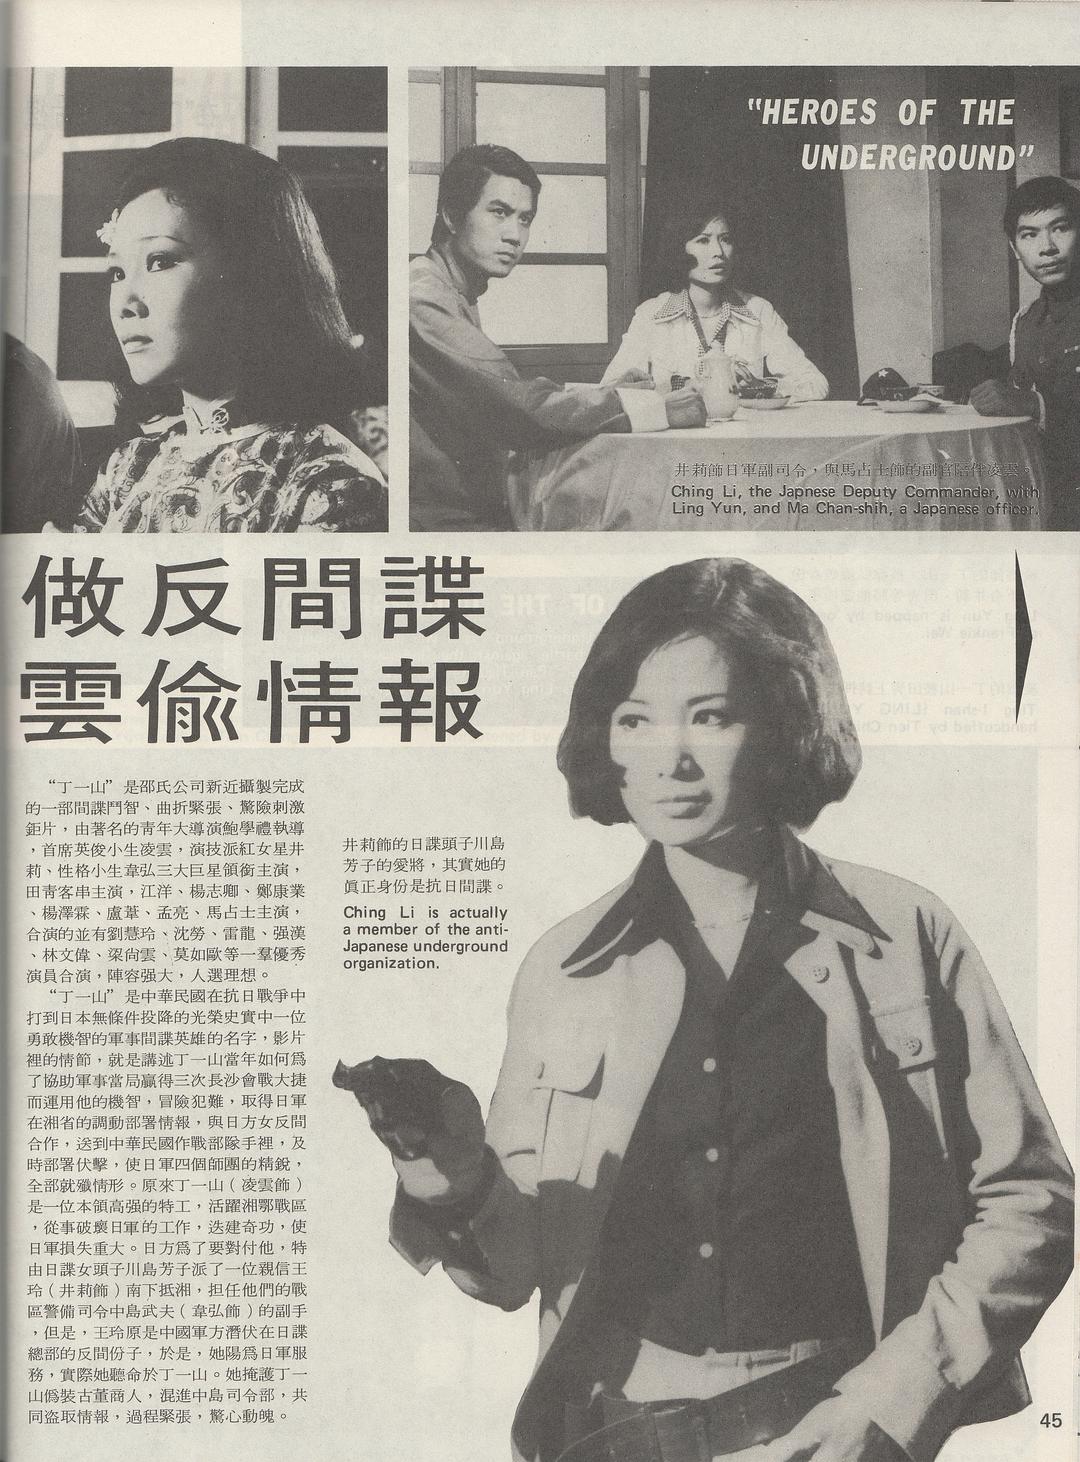 "HEROES OF THE
UNDERGROUND"
井莉飾日軍副司令，與馬占士飾的副官陪伴凌雲。
Ching Li, the Japnese Deputy Commander, with
Ling Yun, and Ma Chan-shih, a Japanese officer.
做反間諜
雲偷情報
“丁一山”是邵氏公司新近攝製完成
的一部間諜鬥智、曲折緊張、驚險刺激
鉅片，由著名的靑年大導演鮑學禮執導
，首席英俊小生凌雲，演技派紅女星井
莉、性格小生韋弘三大巨星領銜主演，
田靑客串主演，江洋、楊志卿、鄭康業
、楊澤霖、盧葦、孟亮、馬占士主演，
合演的並有劉慧玲、沈勞、雷龍、强漢
、林文偉、梁尙雲、莫如歐等一羣優秀
演員合演，陣容强大，人選理想。
“丁一山”是中華民國在抗日戰爭中
打到日本無條件投降的光榮史實中一位
勇敢機智的軍事間諜英雄的名字，影片
裡的情節，就是講述丁一山當年如何爲
了協助軍事當局贏得三次長沙會戰大捷
而運用他的機智，冒險犯難，取得日軍
在湘省的調動部署情報，與日方女反間
合作，送到中華民國作戰部隊手裡，及
時部署伏擊，使日軍四個師團的精銳，
全部就殲情形。原來丁一山（凌雲飾）
是一位本領高强的特工，活躍湘鄂戰區
，從事破壞日軍的工作，迭建奇功，使
日軍損失重大。日方爲了要對付他，特
由日諜女頭子川島芳子派了一位親信王
玲（井莉飾）南下抵湘，担任他們的戰
區警備司令中島武夫（韋弘飾）的副手
，但是，王玲原是中國軍方潛伏在日諜
總部的反間份子，於是，她陽爲日軍服
務，實際她聽命於丁一山。她掩護丁一
山僞裝古董商人，混進中島司令部，共
同盜取情報，過程緊張，驚心動魄。
井莉飾的日諜頭子川島
芳子的愛將，其實她的
眞正身份是抗日間諜。
Ching Li is actually
a member of the anti-
Japanese underground
organization.
45